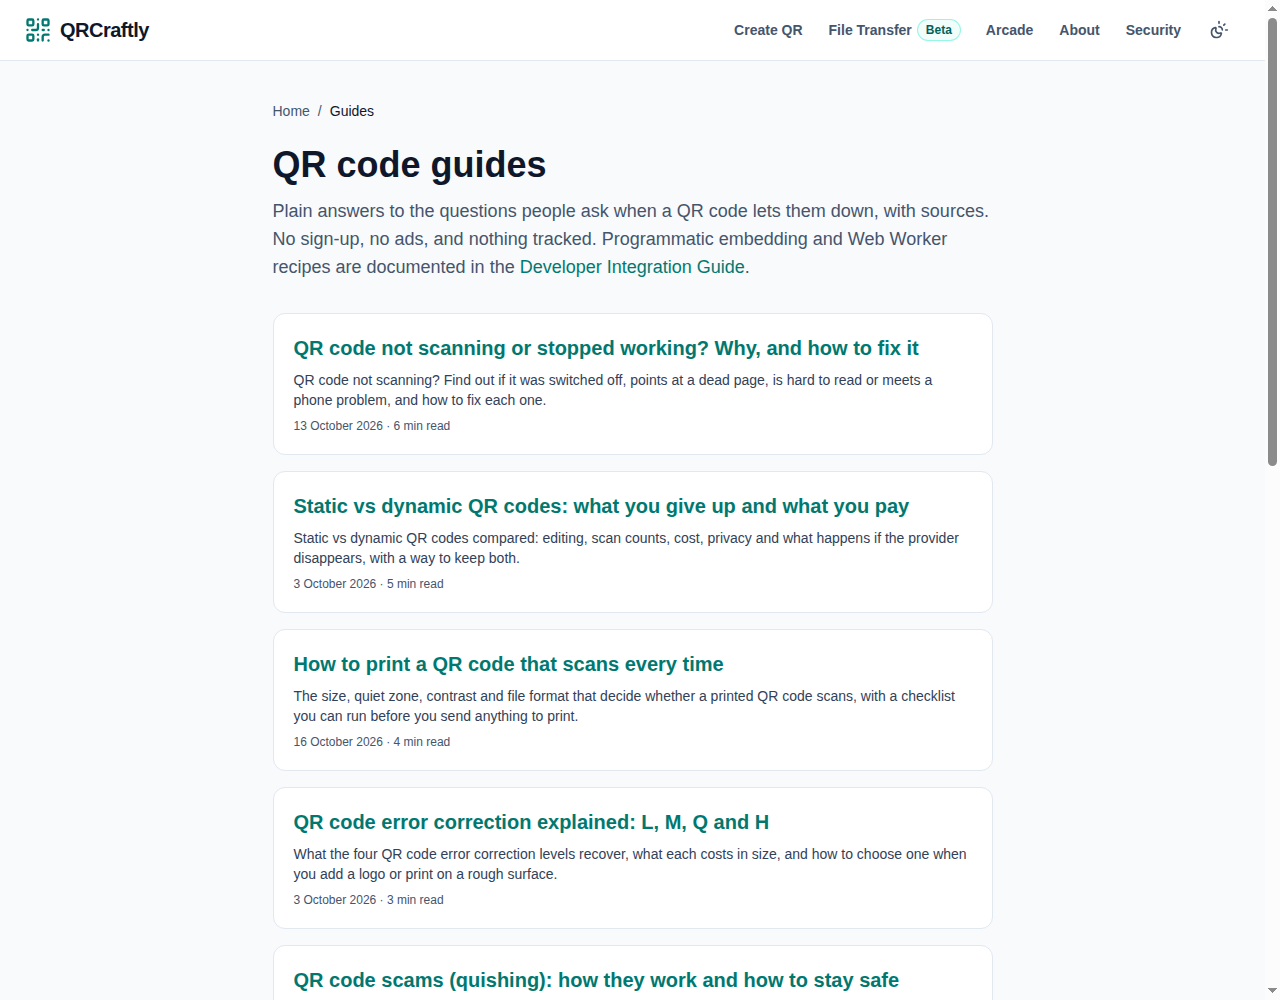 QRCraftly
Create QR
File Transfer Beta
Arcade
About
Security
Home / Guides
QR code guides
Plain answers to the questions people ask when a QR code lets them down, with sources.
No sign-up, no ads, and nothing tracked. Programmatic embedding and Web Worker
recipes are documented in the Developer Integration Guide.
QR code not scanning or stopped working? Why, and how to fix it
QR code not scanning? Find out if it was switched off, points at a dead page, is hard to read or meets a
phone problem, and how to fix each one.
13 October 2026 · 6 min read
Static vs dynamic QR codes: what you give up and what you pay
Static vs dynamic QR codes compared: editing, scan counts, cost, privacy and what happens if the provider
disappears, with a way to keep both.
3 October 2026 · 5 min read
How to print a QR code that scans every time
The size, quiet zone, contrast and file format that decide whether a printed QR code scans, with a checklist
you can run before you send anything to print.
16 October 2026 · 4 min read
QR code error correction explained: L, M, Q and H
What the four QR code error correction levels recover, what each costs in size, and how to choose one when
you add a logo or print on a rough surface.
3 October 2026 · 3 min read
QR code scams (quishing): how they work and how to stay safe